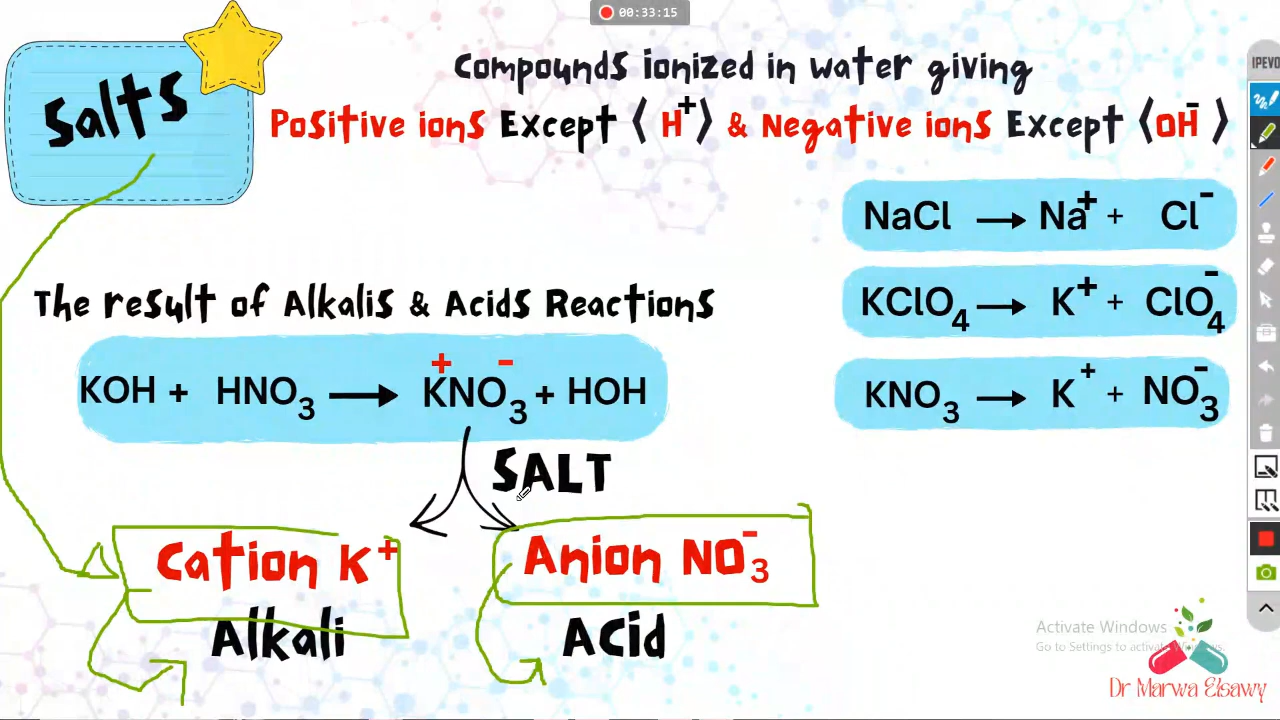 00:33:15
IPEVO
Salts
Compounds ionized in water giving
Positive ions Except ⟨ H⁺⟩ & Negative ions Except ⟨OH⁻⟩
NaCl ⟶ Na⁺ + Cl⁻
KClO₄ ⟶ K⁺ + ClO₄⁻
KNO₃ ⟶ K⁺ + NO₃⁻
The result of Alkalis & Acids Reactions
KOH + HNO₃ ⟶ K⁺NO₃⁻ + HOH
SALT
Cation K⁺
Anion NO₃⁻
Alkali
Acid
Activate Windows
Go to Settings to activate Windows.
Dr Marwa Elsawy